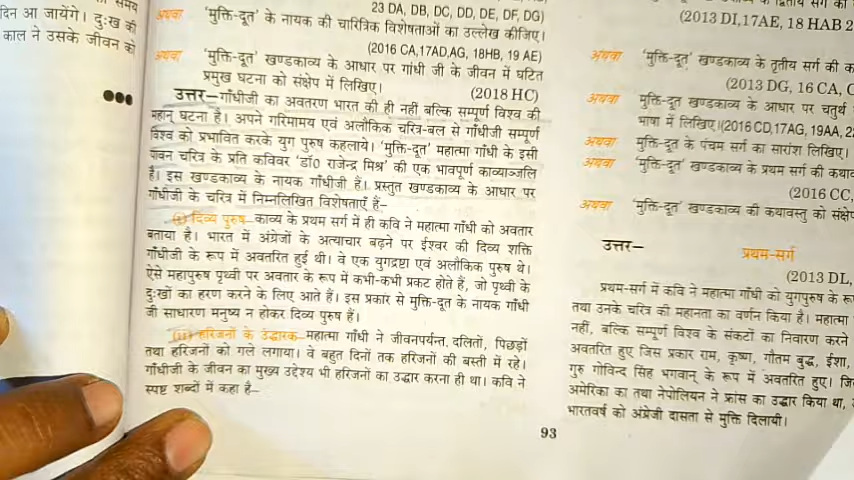 समय
दिन आ जायेंगे। दुःख की
काल ने उसके जीवन को
23 DA, DB, DC, DD, DE, DF, DG)
अथवा 'मुक्ति-दूत' के नायक की चारित्रिक विशेषताओं का उल्लेख कीजिए।
(2016 CA,17AD,AG, 18HB, 19 AE)
अथवा 'मुक्ति-दूत' खण्डकाव्य के आधार पर गांधी जी के जीवन में घटित
प्रमुख घटना को संक्षेप में लिखिए।
(2018 HC)
उत्तर–गाँधीजी का अवतरण भारत की ही नहीं बल्कि सम्पूर्ण विश्व की
महान् घटना है। अपने गरिमामय एवं अलौकिक चरित्र-बल से गाँधीजी सम्पूर्ण
विश्व को प्रभावित करके युग पुरुष कहलाये। 'मुक्ति-दूत' महात्मा गाँधी के इसी
पावन चरित्र के प्रति कविवर 'डॉ0 राजेन्द्र मिश्र' की एक भावपूर्ण काव्याञ्जलि
है। इस खण्डकाव्य के नायक गाँधीजी हैं। प्रस्तुत खण्डकाव्य के आधार पर
गाँधीजी के चरित्र में निम्नलिखित विशेषताएँ हैं–
(i) दिव्य पुरुष–काव्य के प्रथम सर्ग में ही कवि ने महात्मा गाँधी को अवतार
बताया है। भारत में अंग्रेजों के अत्याचार बढ़ने पर ईश्वर की दिव्य शक्ति
गाँधीजी के रूप में अवतरित हुई थी। वे एक युगद्रष्टा एवं अलौकिक पुरुष थे।
ऐसे महापुरुष पृथ्वी पर अवतार के रूप में कभी-कभी प्रकट होते हैं, जो पृथ्वी के
दुःखों का हरण करने के लिए आते हैं। इस प्रकार से मुक्ति-दूत के नायक गाँधी
जी साधारण मनुष्य न होकर दिव्य पुरुष हैं।
(ii) हरिजनों के उद्धारक–महात्मा गाँधी ने जीवनपर्यन्त, दलितों, पिछड़ों
तथा हरिजनों को गले लगाया। वे बहुत दिनों तक हरिजनों की बस्ती में रहे।
गाँधीजी के जीवन का मुख्य उद्देश्य भी हरिजनों का उद्धार करना ही था। कवि ने
स्पष्ट शब्दों में कहा है–
93
(2013 DI,17AE, 18 HAB 2
अथवा 'मुक्ति-दूत' खण्डकाव्य के तृतीय सर्ग की क
(2013 DG, 16 CA, C
अथवा 'मुक्ति-दूत खण्डकाव्य के आधार पर चतुर्थ
भाषा में लिखिए।(2016 CD,17AG, 19AA, 2
अथवा मुक्ति-दूत के पंचम सर्ग का सारांश लिखिए।
अथवा 'मुक्ति-दूत' खण्डकाव्य के प्रथम सर्ग की कथाव
(2016 CC,
अथवा 'मुक्ति-दूत' खण्डकाव्य की कथावस्तु को संक्षेप
उत्तर–
प्रथम-सर्ग
(2013 DL,
प्रथम-सर्ग में कवि ने महात्मा गाँधी को युगपुरुष के रू
तथा उनके चरित्र की महानता का वर्णन किया है। महात्मा
नहीं, बल्कि सम्पूर्ण विश्व के संकटों का निवारण करने
अवतरित हुए जिस प्रकार राम, कृष्णा, गौतम बुद्ध, ईशा,
गुरु गोविन्द सिंह भगवान् के रूप में अवतरित हुए। जि
अमेरिका का तथा नेपोलियन ने फ्रांस का उद्धार किया था,
भारतवर्ष को अंग्रेजी दासता से मुक्ति दिलायी।